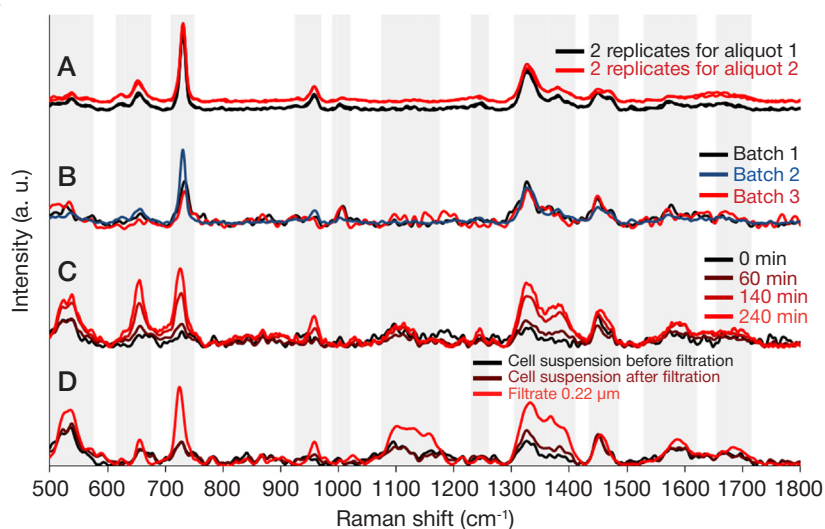 A
2 replicates for aliquot 1
2 replicates for aliquot 2
B
Batch 1
Batch 2
Batch 3
C
0 min
60 min
140 min
240 min
D
Cell suspension before filtration
Cell suspension after filtration
Filtrate 0.22 µm
Intensity (a. u.)
500 600 700 800 900 1000 1100 1200 1300 1400 1500 1600 1700 1800
Raman shift (cm⁻¹)